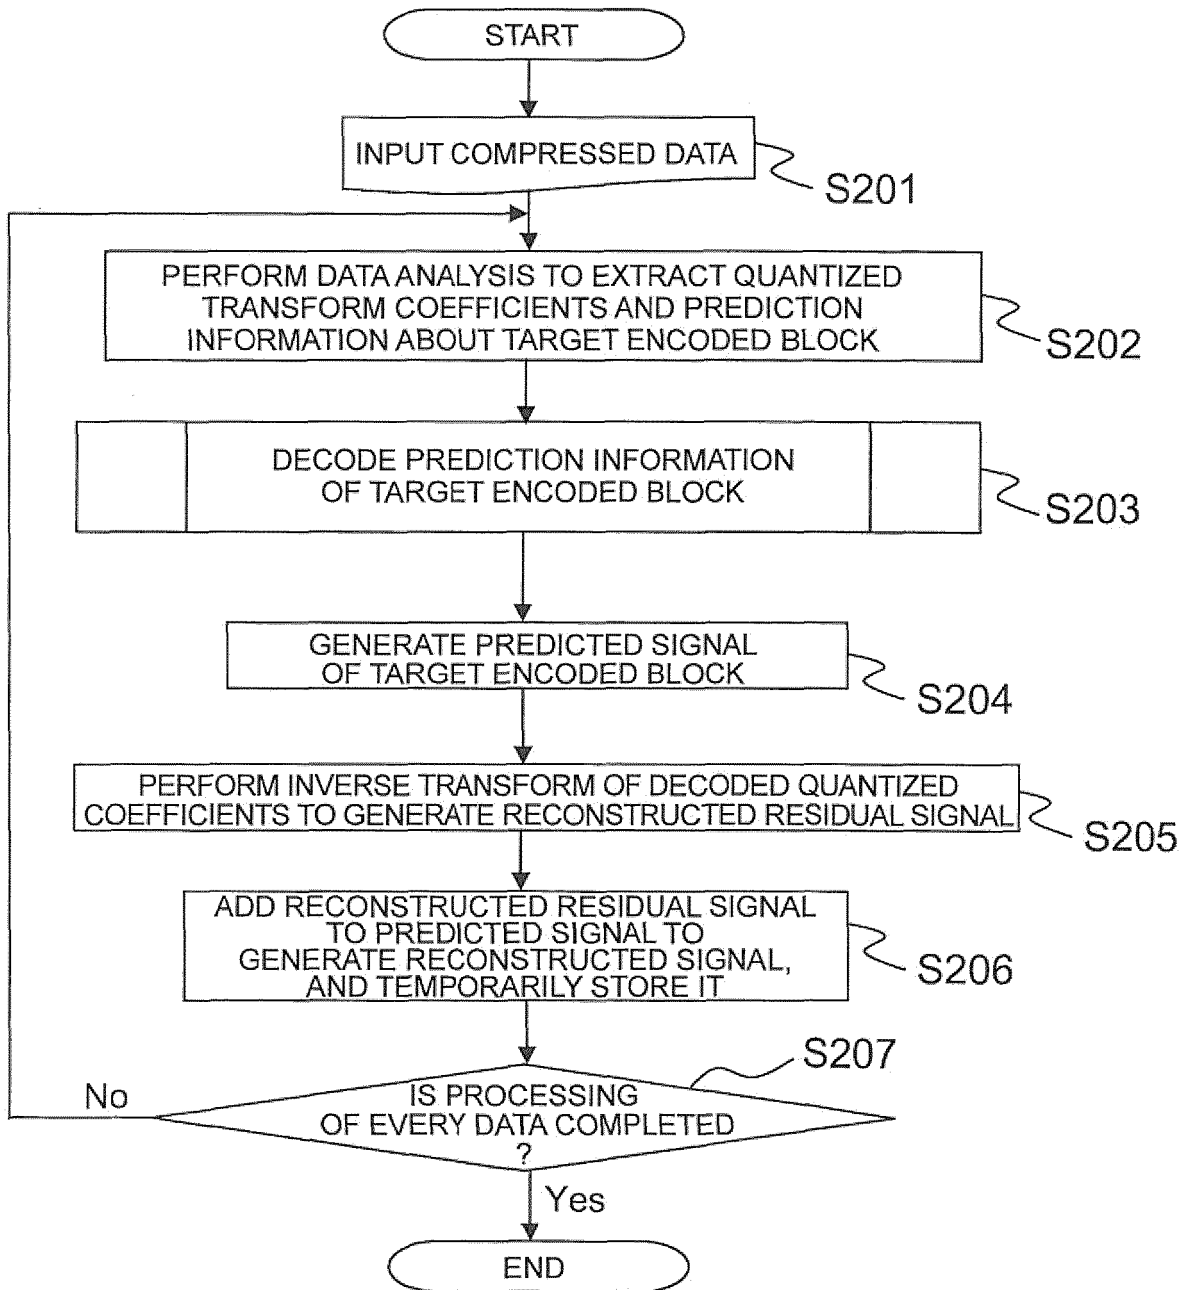 START
INPUT COMPRESSED DATA
S201
PERFORM DATA ANALYSIS TO EXTRACT QUANTIZED
TRANSFORM COEFFICIENTS AND PREDICTION
INFORMATION ABOUT TARGET ENCODED BLOCK
S202
DECODE PREDICTION INFORMATION
OF TARGET ENCODED BLOCK
S203
GENERATE PREDICTED SIGNAL
OF TARGET ENCODED BLOCK
S204
PERFORM INVERSE TRANSFORM OF DECODED QUANTIZED
COEFFICIENTS TO GENERATE RECONSTRUCTED RESIDUAL SIGNAL
S205
ADD RECONSTRUCTED RESIDUAL SIGNAL
TO PREDICTED SIGNAL TO
GENERATE RECONSTRUCTED SIGNAL,
AND TEMPORARILY STORE IT
S206
S207
No
IS PROCESSING
OF EVERY DATA COMPLETED
?
Yes
END